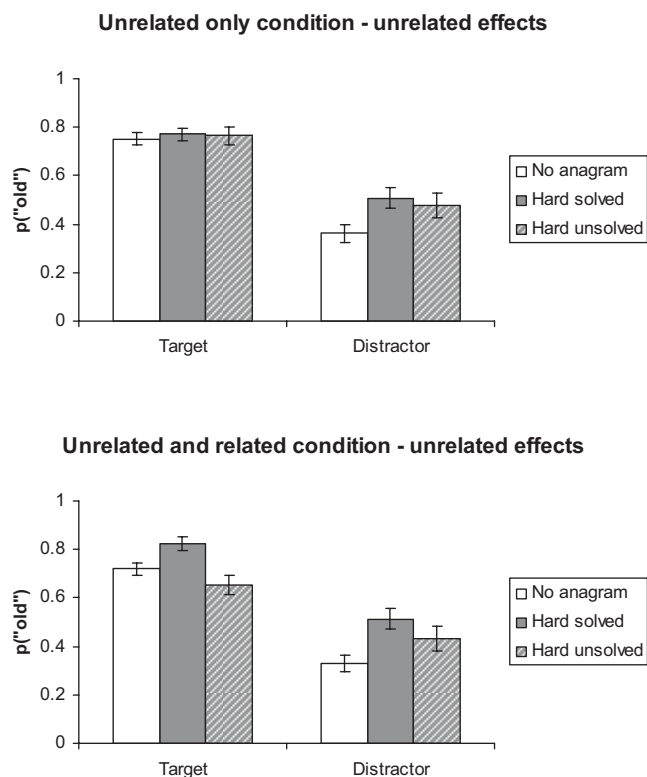 Unrelated only condition - unrelated effects
1
0.8
0.6
0.4
0.2
0
p("old")
Target
Distractor
No anagram
Hard solved
Hard unsolved
Unrelated and related condition - unrelated effects
1
0.8
0.6
0.4
0.2
0
p("old")
Target
Distractor
No anagram
Hard solved
Hard unsolved